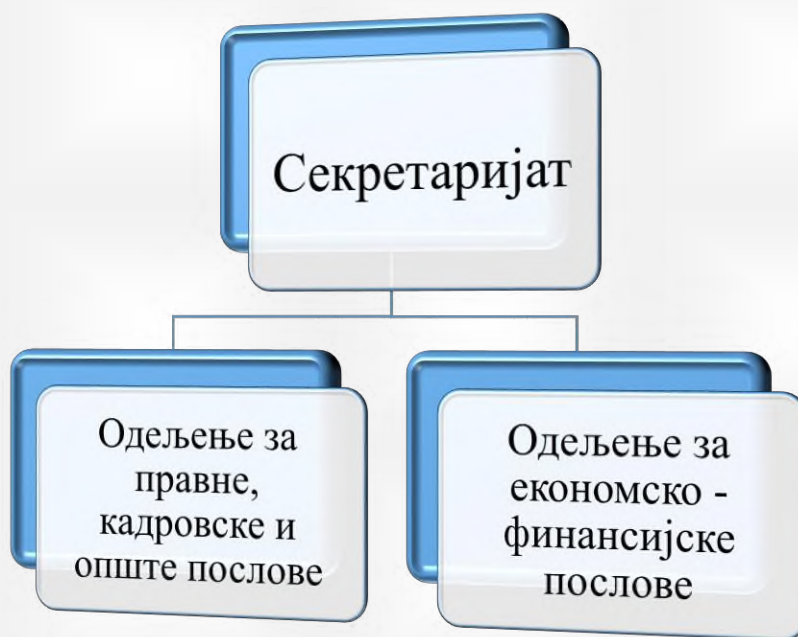 Секретаријат
Одељење за
правне,
кадровске и
опште послове
Одељење за
економско -
финансијске
послове